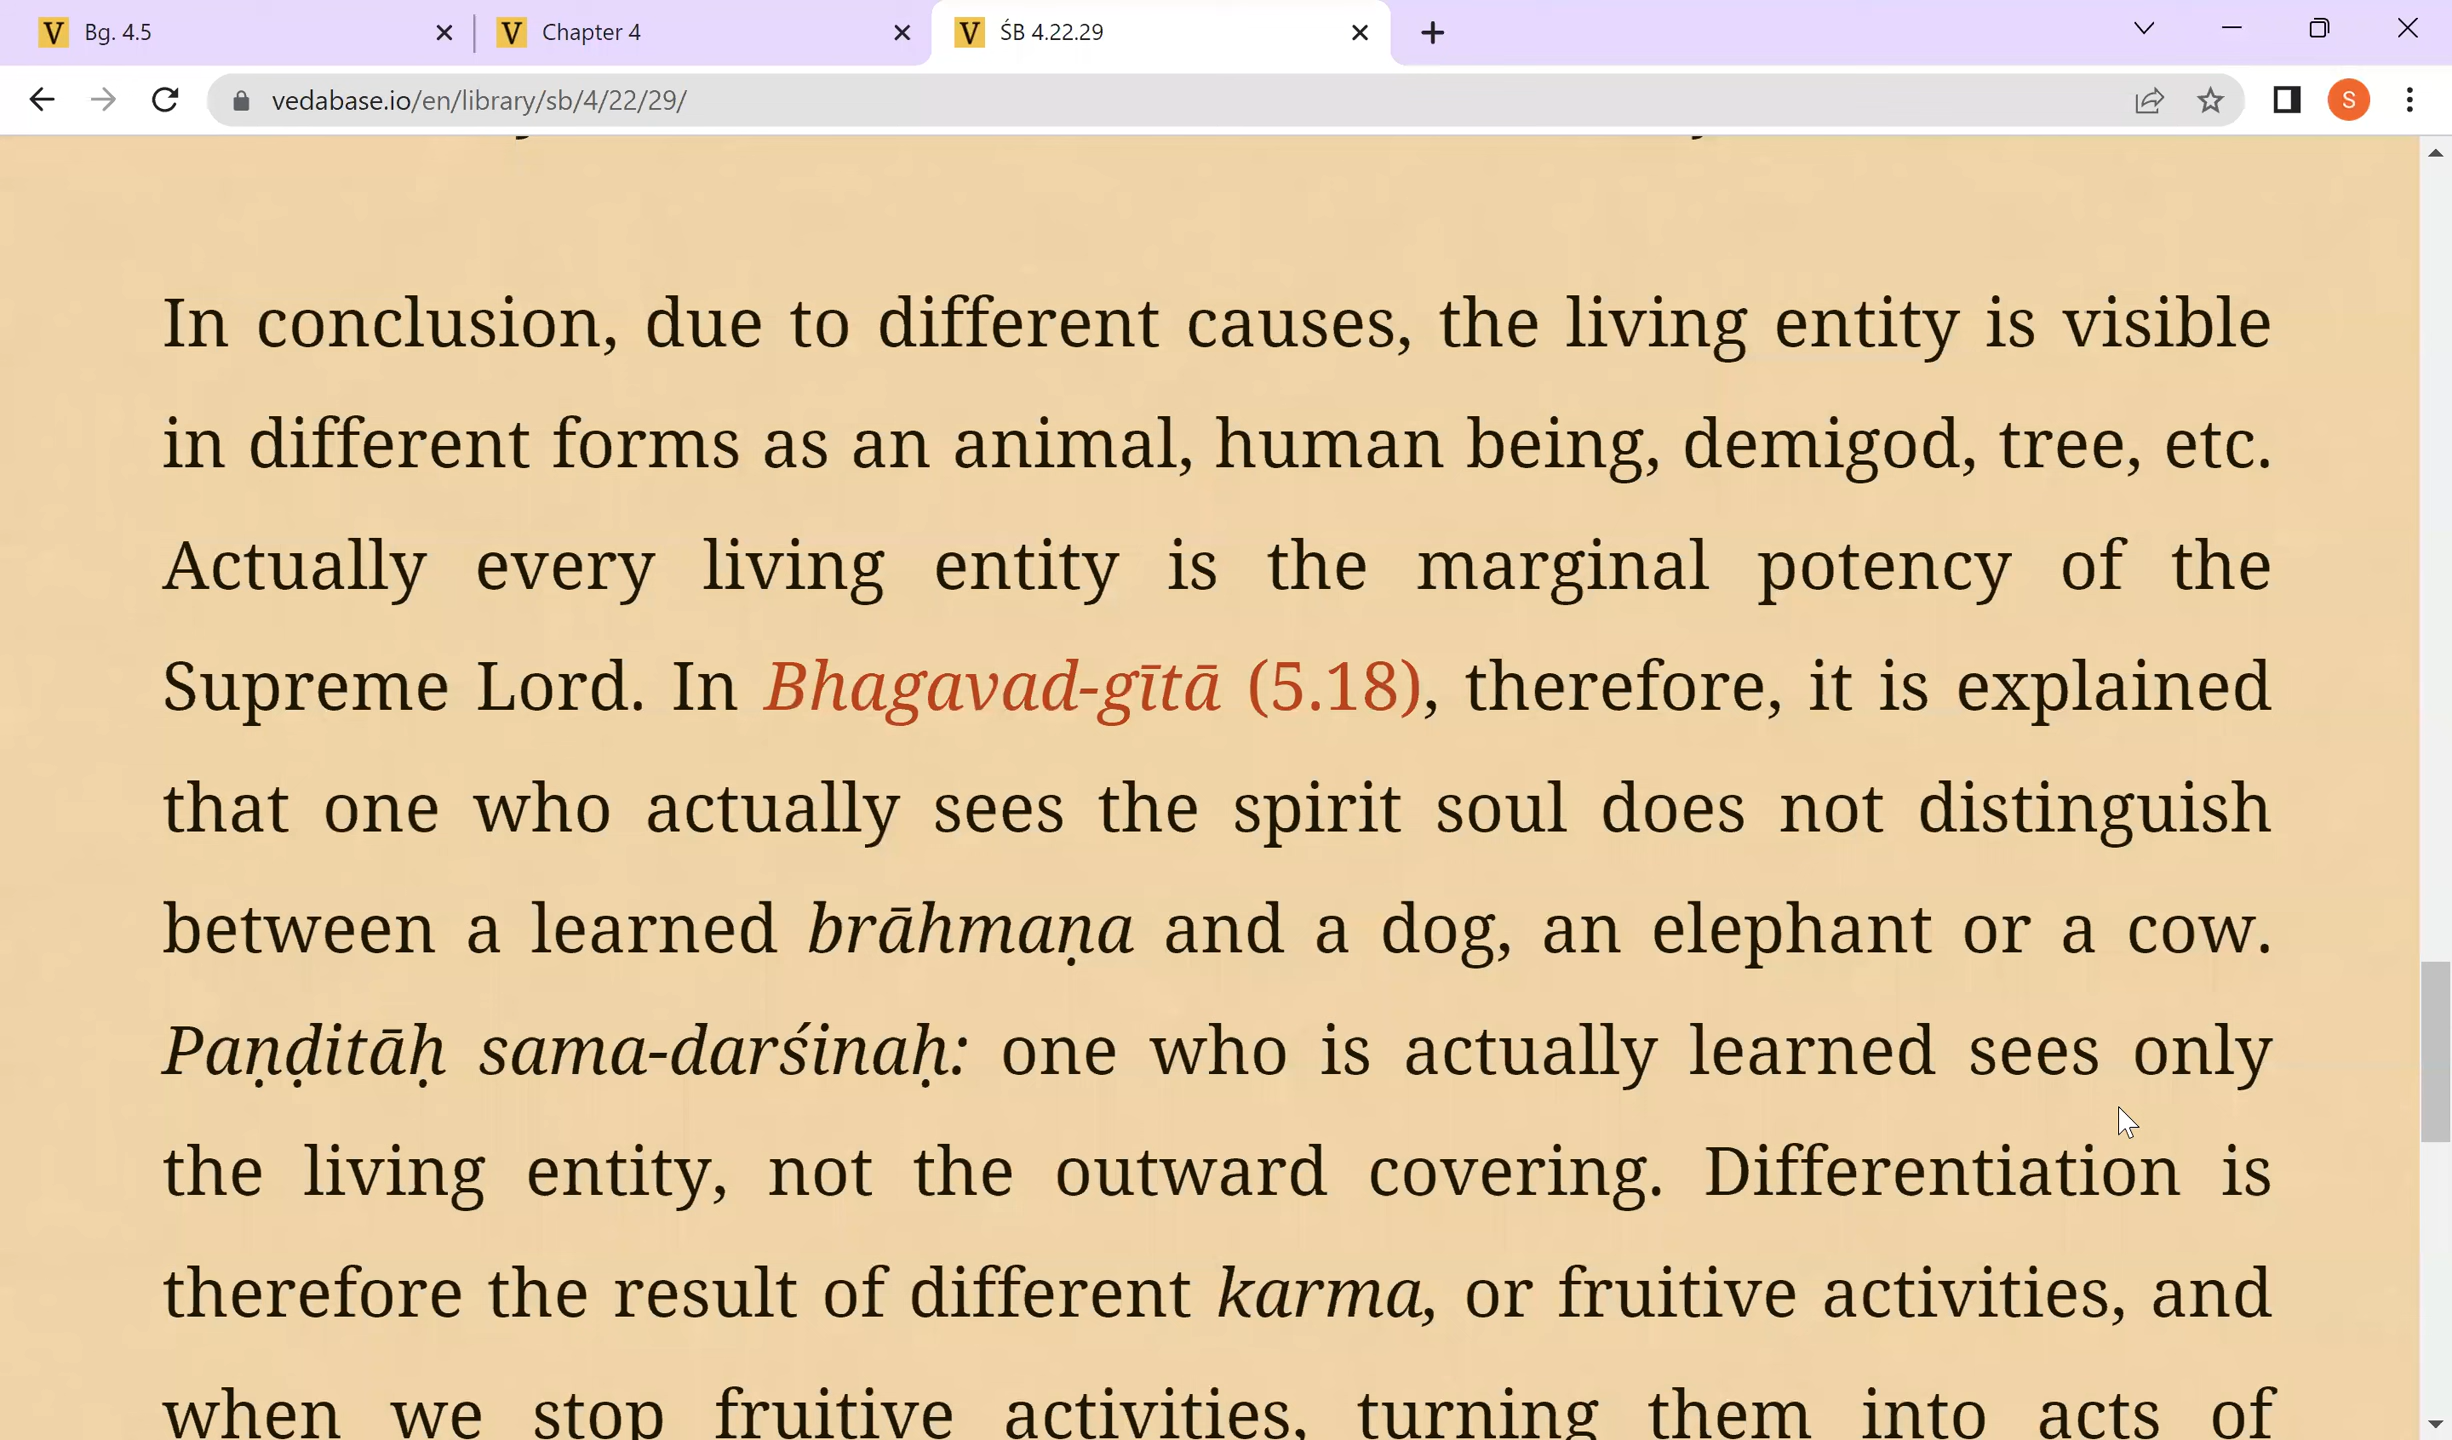 Bg. 4.5
Chapter 4
ŚB 4.22.29
vedabase.io/en/library/sb/4/22/29/
S
In conclusion, due to different causes, the living entity is visible
in different forms as an animal, human being, demigod, tree, etc.
Actually every living entity is the marginal potency of the
Supreme Lord. In Bhagavad-gītā (5.18), therefore, it is explained
that one who actually sees the spirit soul does not distinguish
between a learned brāhmaṇa and a dog, an elephant or a cow.
Paṇḍitāḥ sama-darśinaḥ: one who is actually learned sees only
the living entity, not the outward covering. Differentiation is
therefore the result of different karma, or fruitive activities, and
when we stop fruitive activities, turning them into acts of